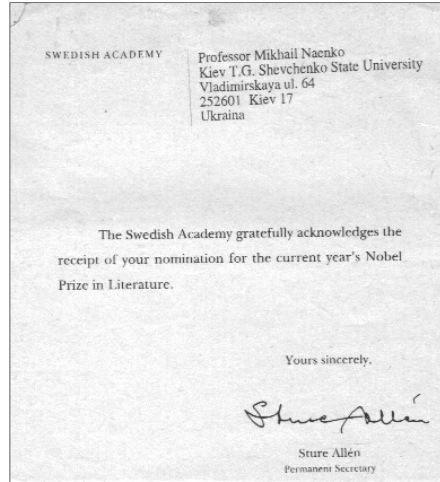 SWEDISH ACADEMY
Professor Mikhail Naenko
Kiev T.G. Shevchenko State University
Vladimirskaya ul. 64
252601 Kiev 17
Ukraina
The Swedish Academy gratefully acknowledges the
receipt of your nomination for the current year's Nobel
Prize in Literature.
Yours sincerely,
Sture Allén
Sture Allén
Permanent Secretary